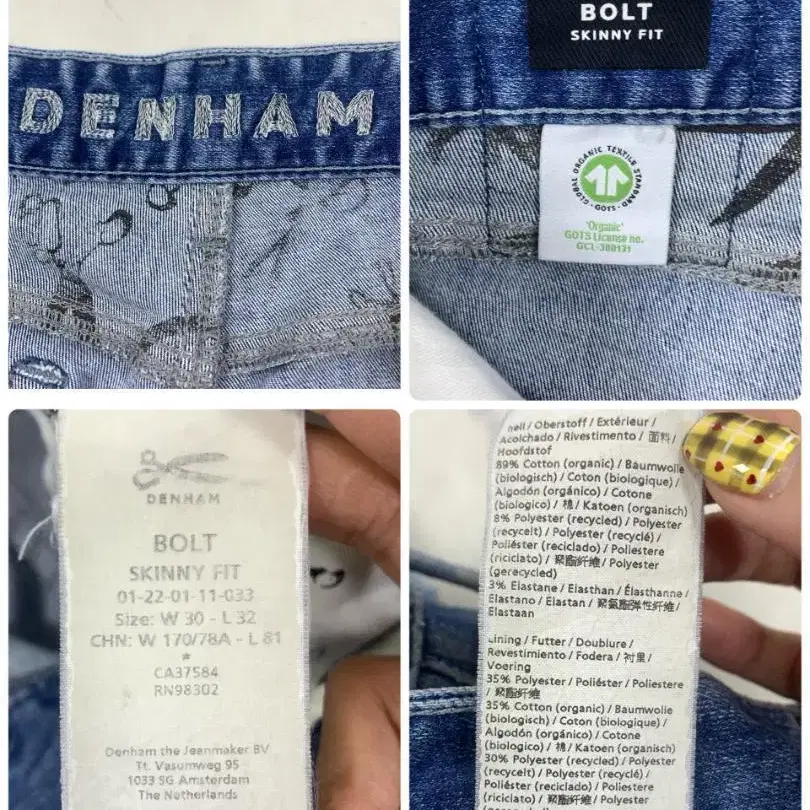 DENHAM
BOLT
SKINNY FIT
GLOBAL ORGANIC TEXTILE STANDARD
· GOTS ·
'Organic'
GOTS License no.
GCL-300131
DENHAM
BOLT
SKINNY FIT
01-22-01-11-033
Size: W 30 - L 32
CHN: W 170/78A - L 81
*
CA37584
RN98302
Denham the Jeanmaker BV
Tt. Vasumweg 95
1033 SG Amsterdam
The Netherlands
/ Oberstoff / Extérieur /
Acolchado / Rivestimento / 面料 /
Hoofdstof
89% Cotton (organic) / Baumwolle
(biologisch) / Coton (biologique) /
Algodón (orgánico) / Cotone
(biologico) / 棉 / Katoen (organisch)
8% Polyester (recycled) / Polyester
(recycelt) / Polyester (recyclé) /
Poliéster (reciclado) / Poliestere
(riciclato) / 聚酯纤维 / Polyester
(gerecycled)
3% Elastane / Elasthan / Élasthanne /
Elastano / Elastan / 聚氨酯弹性纤维 /
Elastaan
Lining / Futter / Doublure /
Revestimiento / Fodera / 衬里 /
Voering
35% Polyester / Poliéster / Poliestere
/ 聚酯纤维
35% Cotton (organic) / Baumwolle
(biologisch) / Coton (biologique) /
Algodón (orgánico) / Cotone
(biologico) / 棉 / Katoen (organisch)
30% Polyester (recycled) / Polyester
(recycelt) / Polyester (recyclé) /
Poliéster (reciclado) / Poliestere
(riciclato) / 聚酯纤维 / Polyester